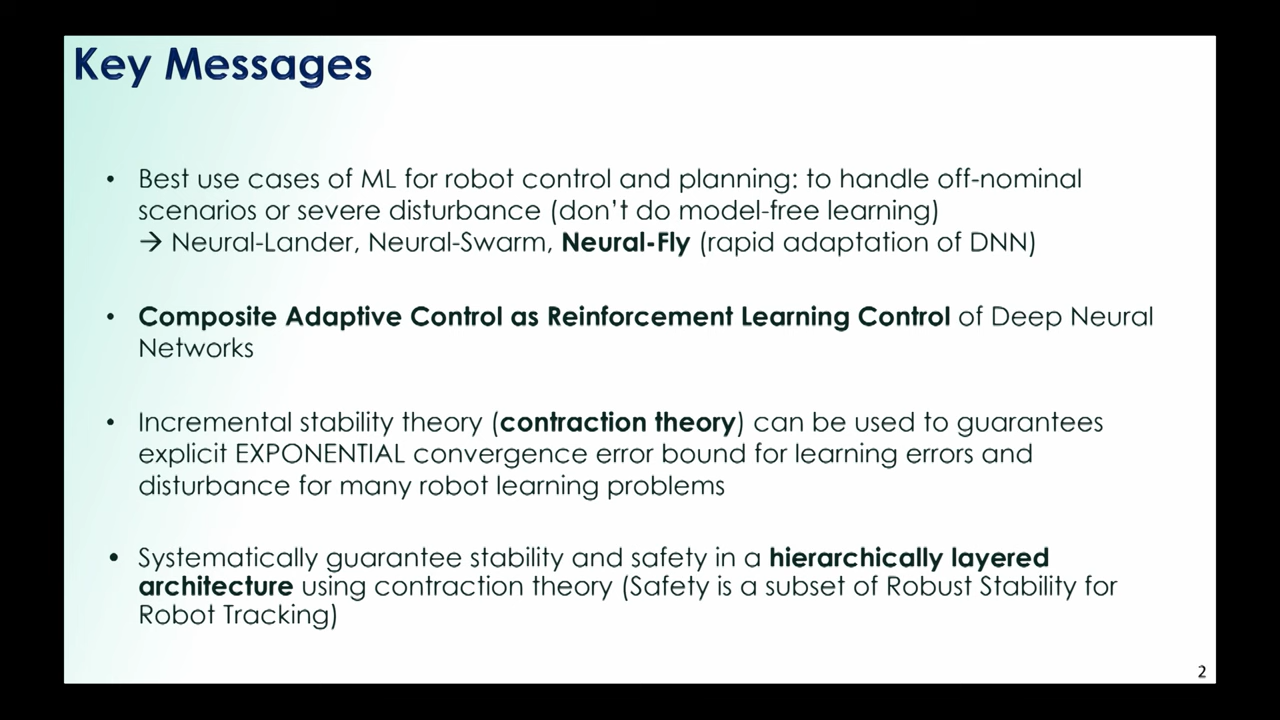 Key Messages
• Best use cases of ML for robot control and planning: to handle off-nominal
scenarios or severe disturbance (don't do model-free learning)
→ Neural-Lander, Neural-Swarm, Neural-Fly (rapid adaptation of DNN)
• Composite Adaptive Control as Reinforcement Learning Control of Deep Neural
Networks
• Incremental stability theory (contraction theory) can be used to guarantees
explicit EXPONENTIAL convergence error bound for learning errors and
disturbance for many robot learning problems
• Systematically guarantee stability and safety in a hierarchically layered
architecture using contraction theory (Safety is a subset of Robust Stability for
Robot Tracking)
2